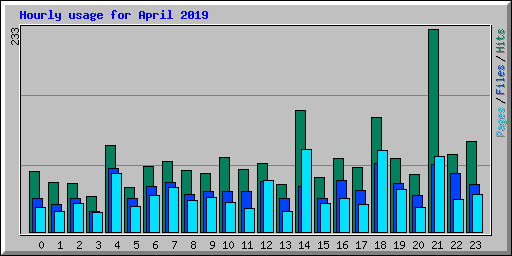 Hourly usage for April 2019
233
Pages / Files / Hits
0 1 2 3 4 5 6 7 8 9 10 11 12 13 14 15 16 17 18 19 20 21 22 23